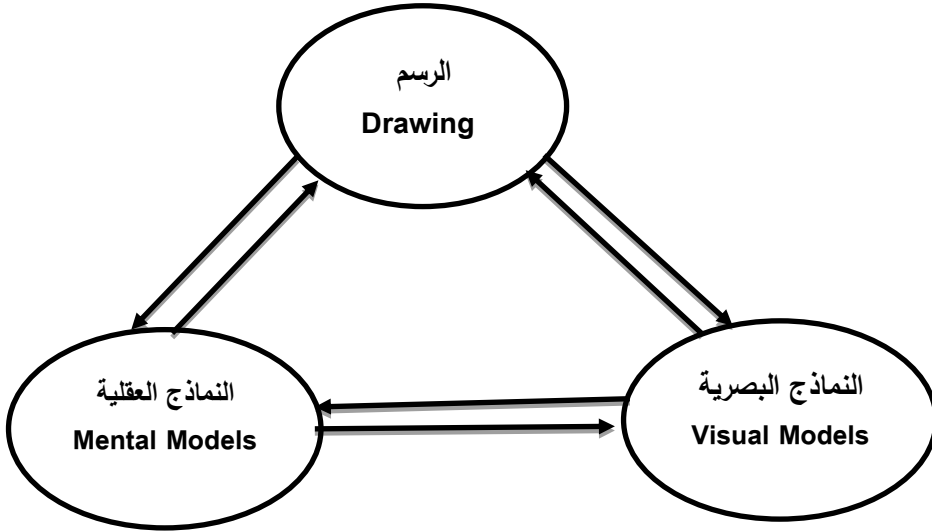 الرسم
Drawing
النماذج العقلية
Mental Models
النماذج البصرية
Visual Models